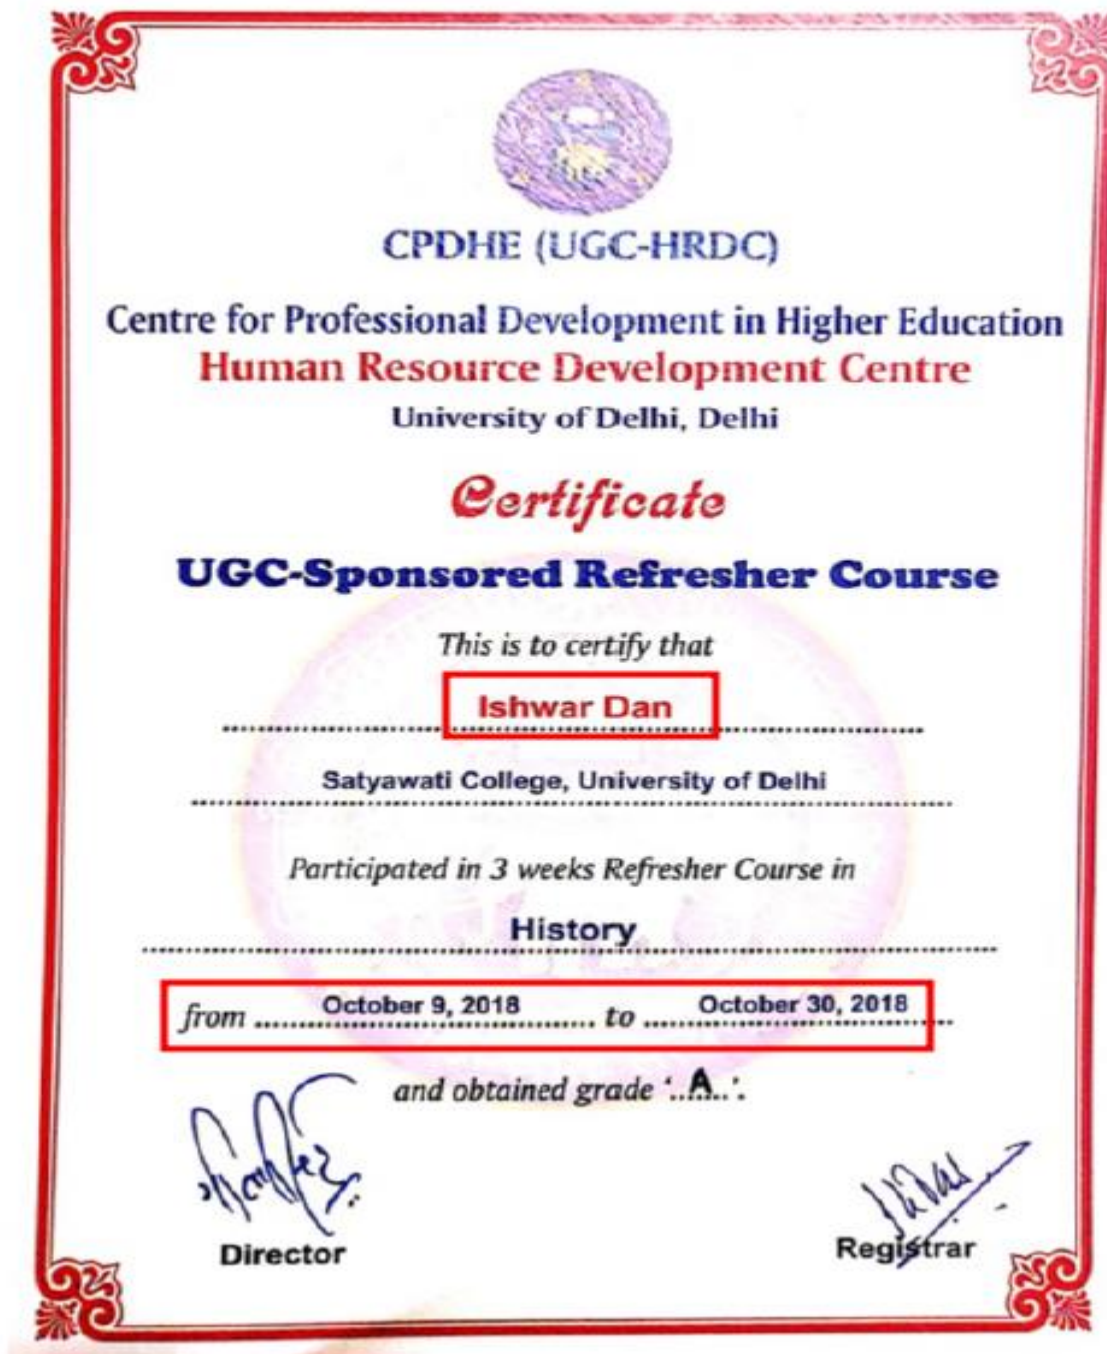 CPDHE (UGC-HRDC)
Centre for Professional Development in Higher Education
Human Resource Development Centre
University of Delhi, Delhi
Certificate
UGC-Sponsored Refresher Course
This is to certify that
Ishwar Dan
Satyawati College, University of Delhi
Participated in 3 weeks Refresher Course in
History
from ....October 9, 2018.... to ....October 30, 2018....
and obtained grade '..A..'.
Director
Registrar